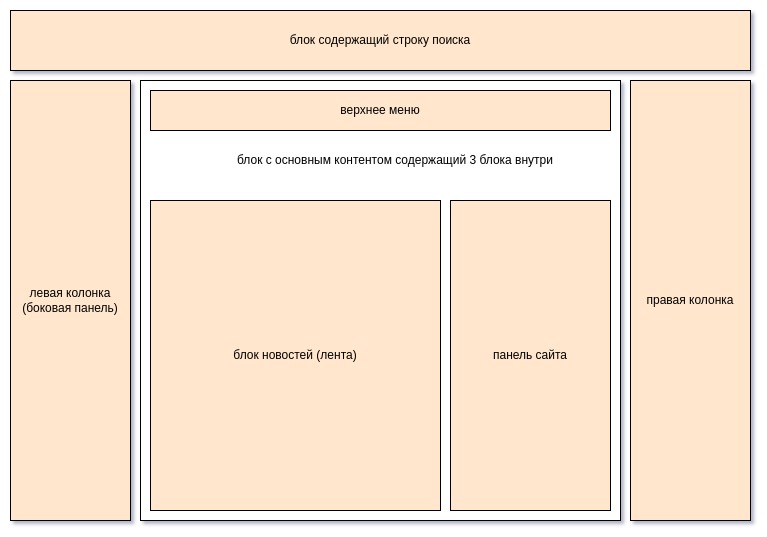 блок содержащий строку поиска
верхнее меню
блок с основным контентом содержащий 3 блока внутри
левая колонка
(боковая панель)
блок новостей (лента)
панель сайта
правая колонка